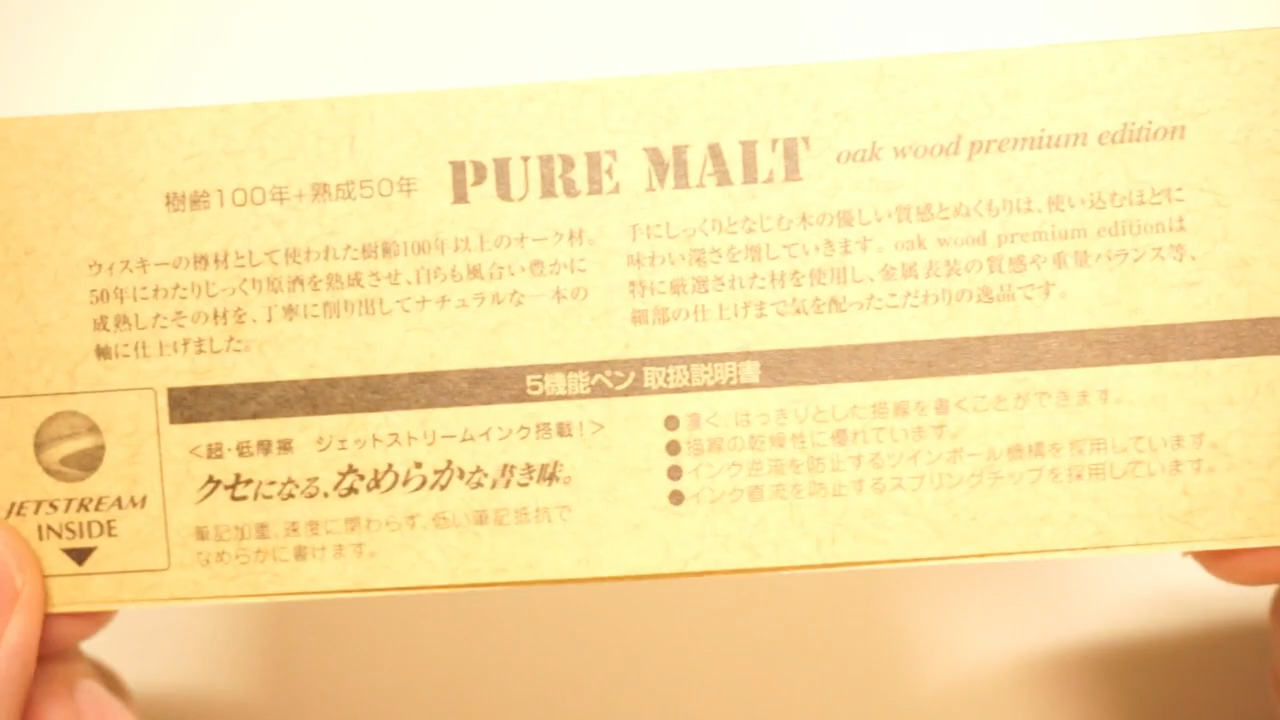 樹齢100年+熟成50年 PURE MALT oak wood premium edition
ウィスキーの樽材として使われた樹齢100年以上のオーク材。
50年にわたりじっくり原酒を熟成させ、自らも風合い豊かに
成熟したその材を、丁寧に削り出してナチュラルな一本の
軸に仕上げました。
手にしっくりとなじむ木の優しい質感とぬくもりは、使い込むほどに
味わい深さを増していきます。oak wood premium editionは
特に厳選された材を使用し、金属表装の質感や重量バランス等、
細部の仕上げまで気を配ったこだわりの逸品です。
5機能ペン 取扱説明書
JETSTREAM
INSIDE
<超・低摩擦 ジェットストリームインク搭載!>
クセになる、なめらかな書き味。
筆記加重、速度に関わらず、低い筆記抵抗で
なめらかに書けます。
●濃く、はっきりとした描線を書くことができます。
●描線の乾燥性に優れています。
●インク逆流を防止するツインボール機構を採用しています。
●インク直流を防止するスプリングチップを採用しています。